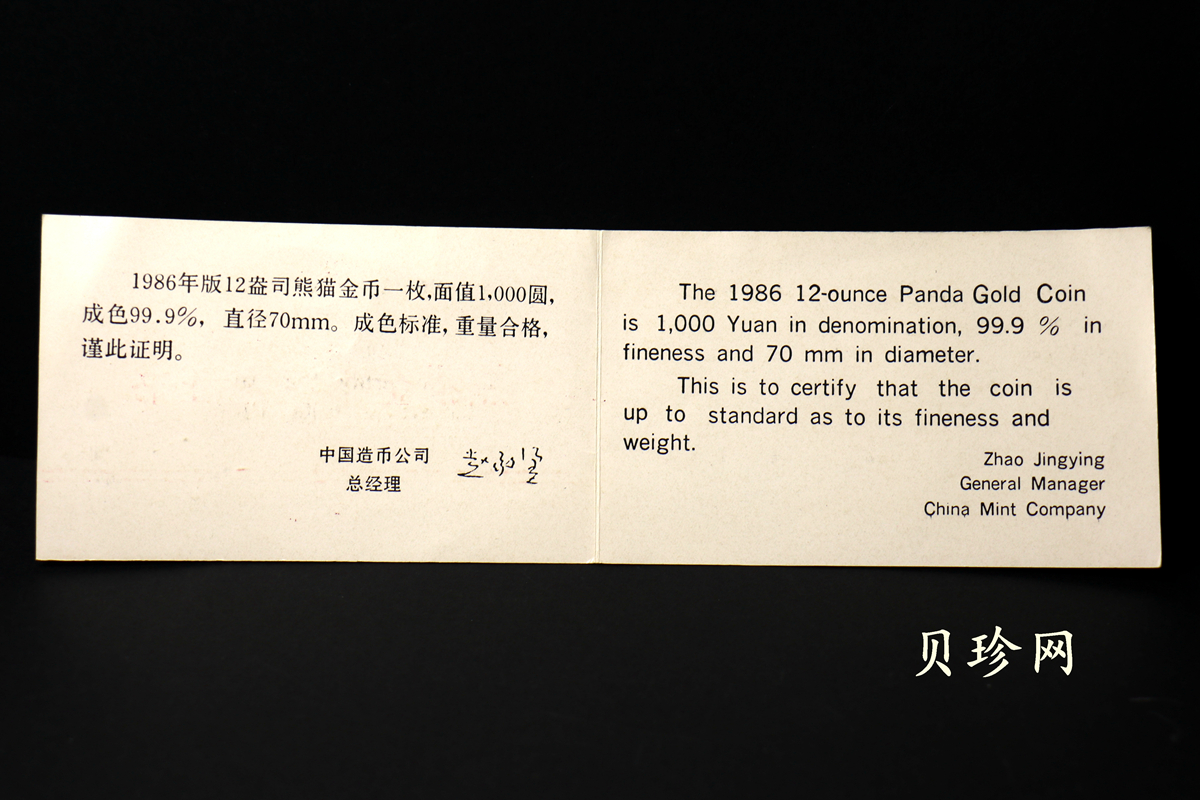 1986年版12盎司熊猫金币一枚,面值1,000圆,
成色99.9%, 直径70mm。成色标准,重量合格,
谨此证明。
中国造币公司
总经理
The 1986 12-ounce Panda Gold Coin
is 1,000 Yuan in denomination, 99.9 % in
fineness and 70 mm in diameter.
This is to certify that the coin is
up to standard as to its fineness and
weight.
Zhao Jingying
General Manager
China Mint Company
贝珍网